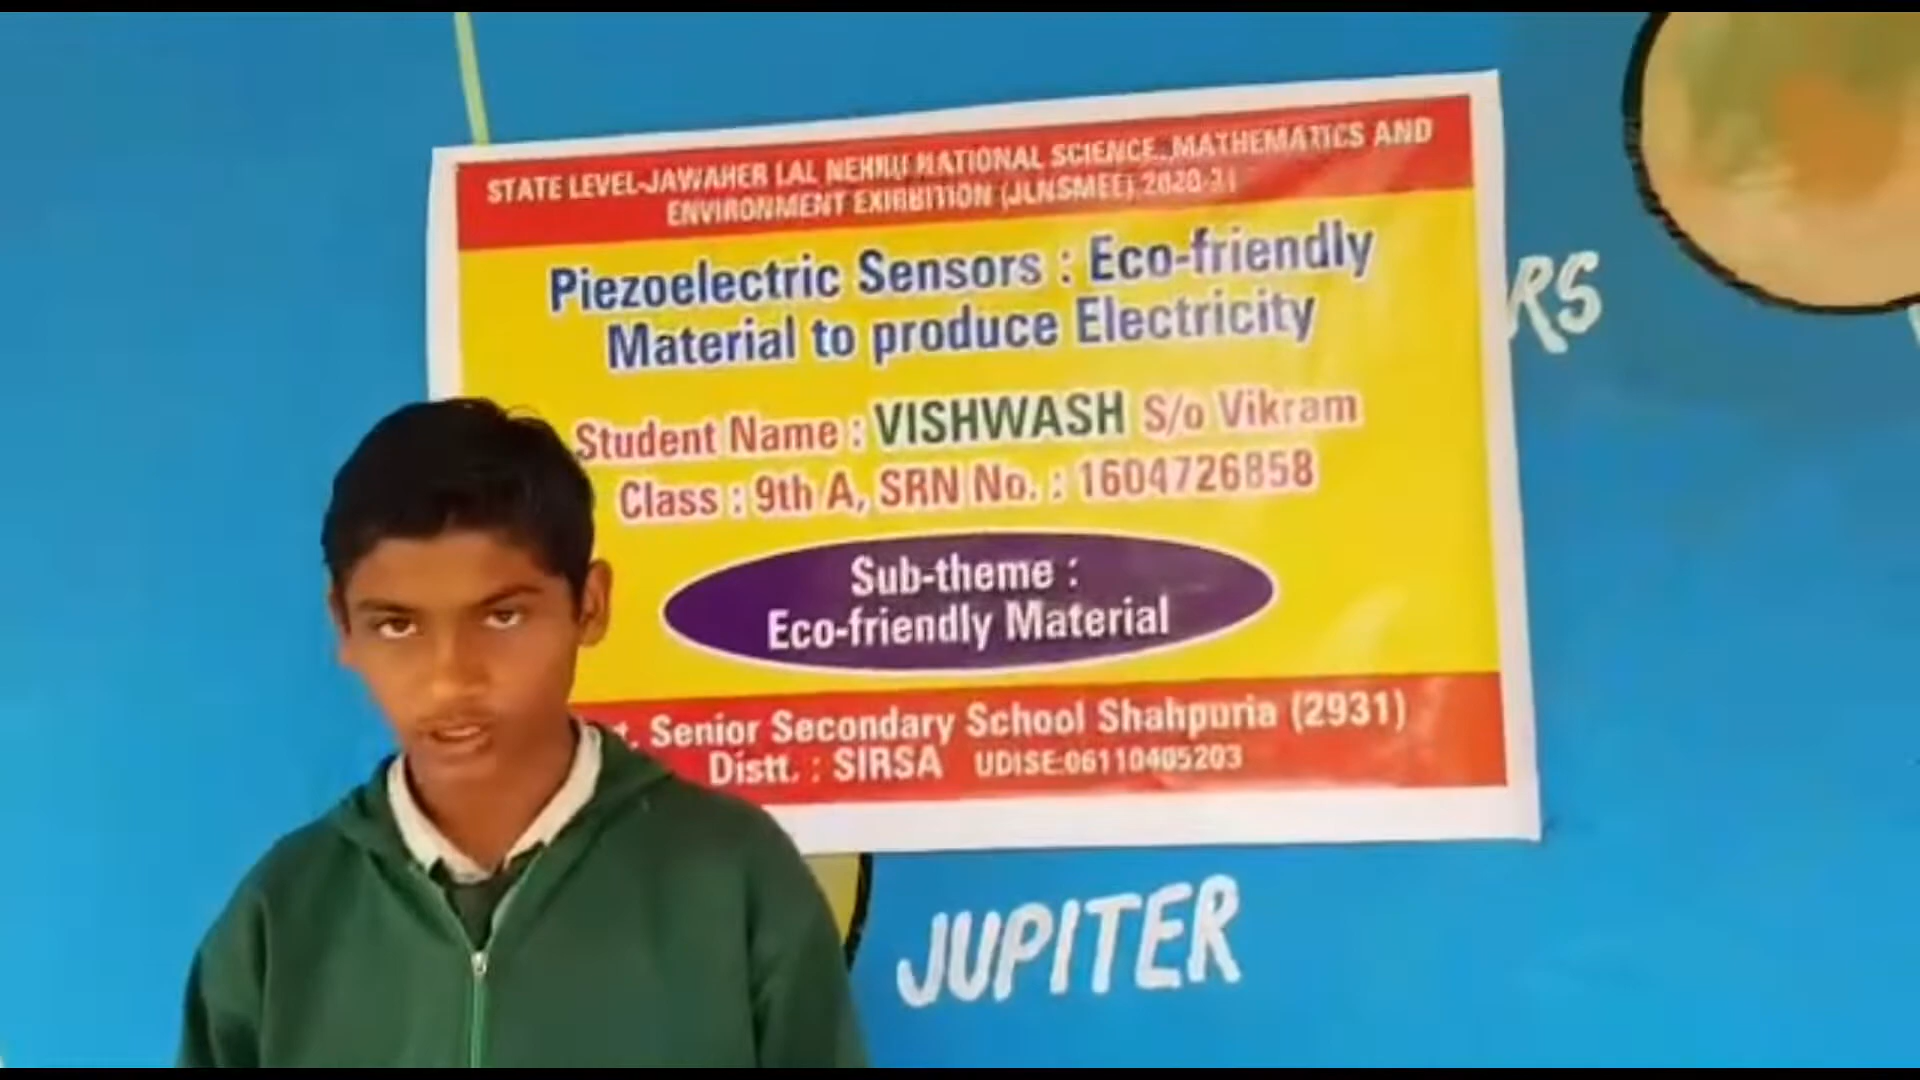 STATE LEVEL-JAWAHER LAL NEHRU NATIONAL SCIENCE, MATHEMATICS AND
ENVIRONMENT EXHIBITION (JLNSMEE) 2020-21
Piezoelectric Sensors : Eco-friendly
Material to produce Electricity
Student Name : VISHWASH S/o Vikram
Class : 9th A, SRN No. : 1604726858
Sub-theme :
Eco-friendly Material
Senior Secondary School Shahpuria (2931)
Distt. : SIRSA UDISE:06110405203
RS
JUPITER